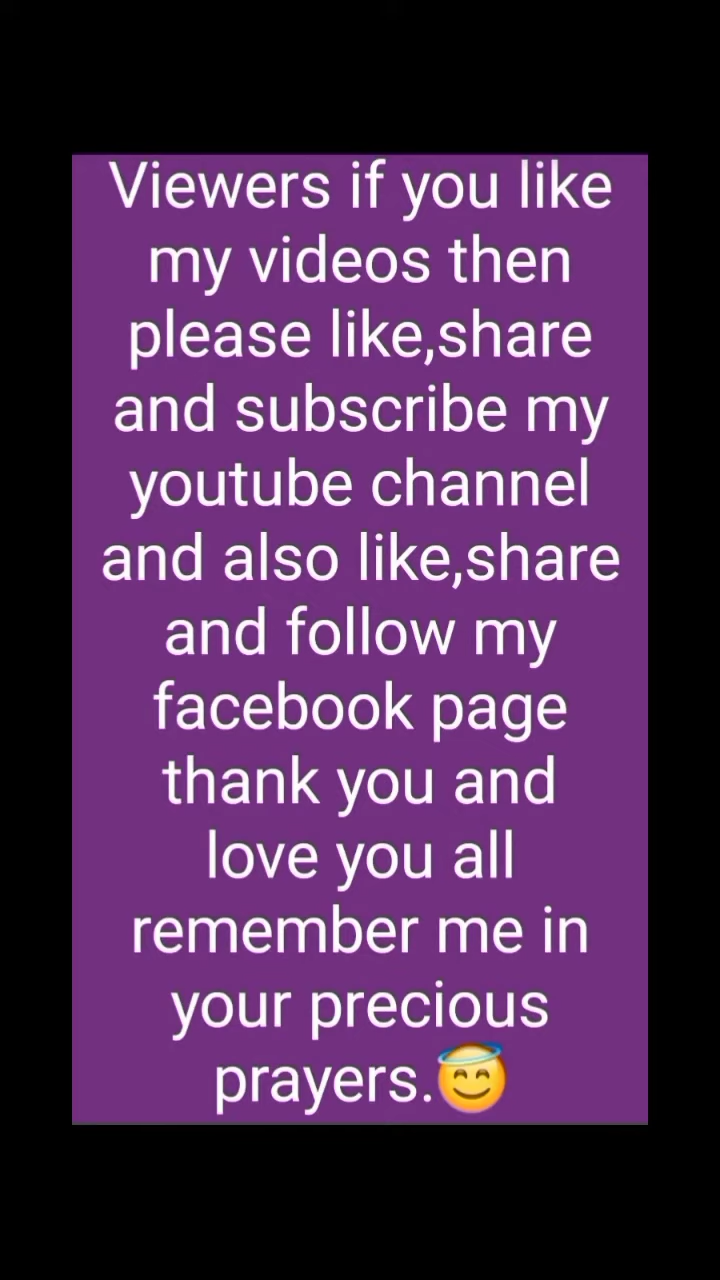 Viewers if you like
my videos then
please like,share
and subscribe my
youtube channel
and also like,share
and follow my
facebook page
thank you and
love you all
remember me in
your precious
prayers.😇